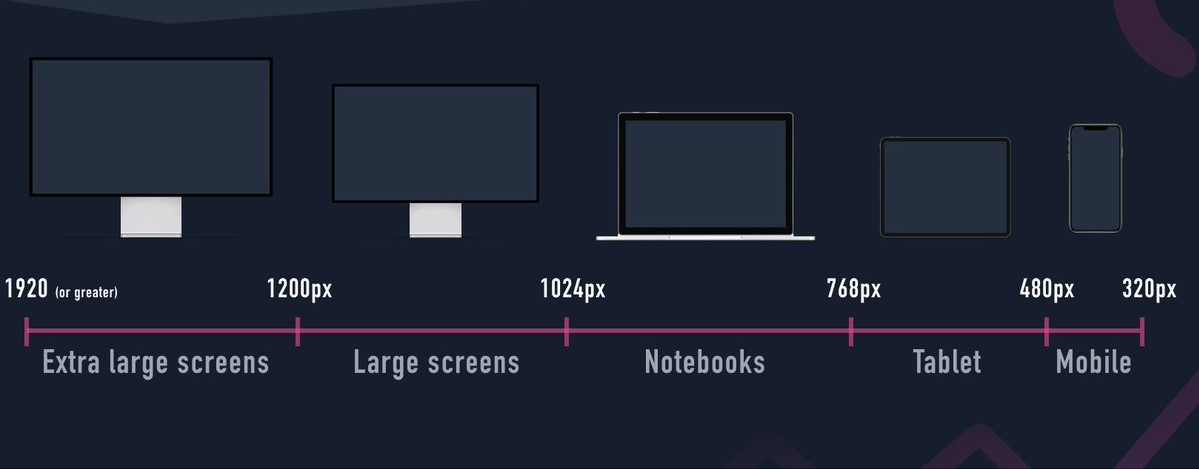 1920 (or greater) 1200px 1024px 768px 480px 320px
Extra large screens Large screens Notebooks Tablet Mobile